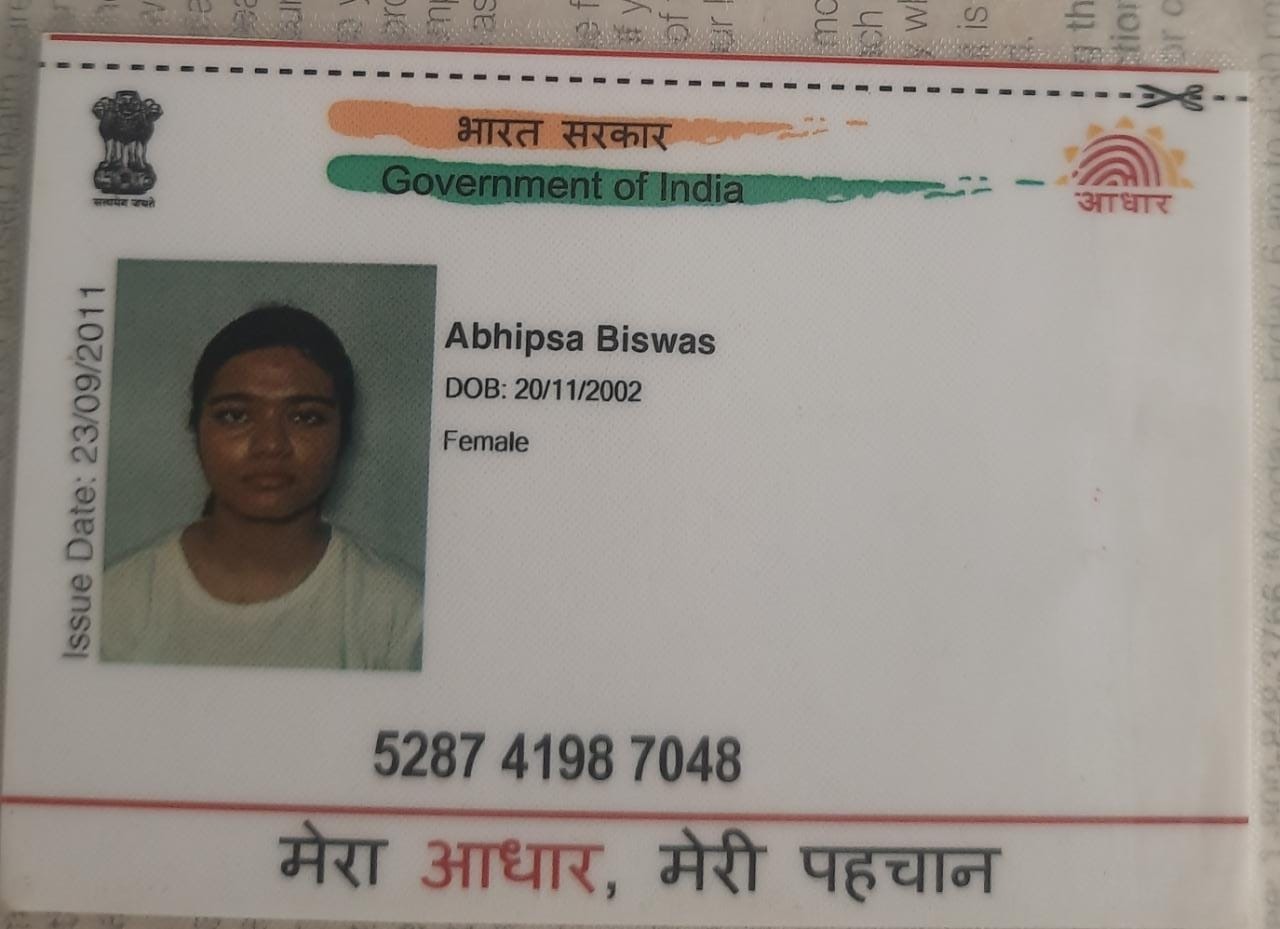 भारत सरकार
Government of India
सत्यमेव जयते
आधार
Issue Date: 23/09/2011
Abhipsa Biswas
DOB: 20/11/2002
Female
5287 4198 7048
मेरा आधार, मेरी पहचान